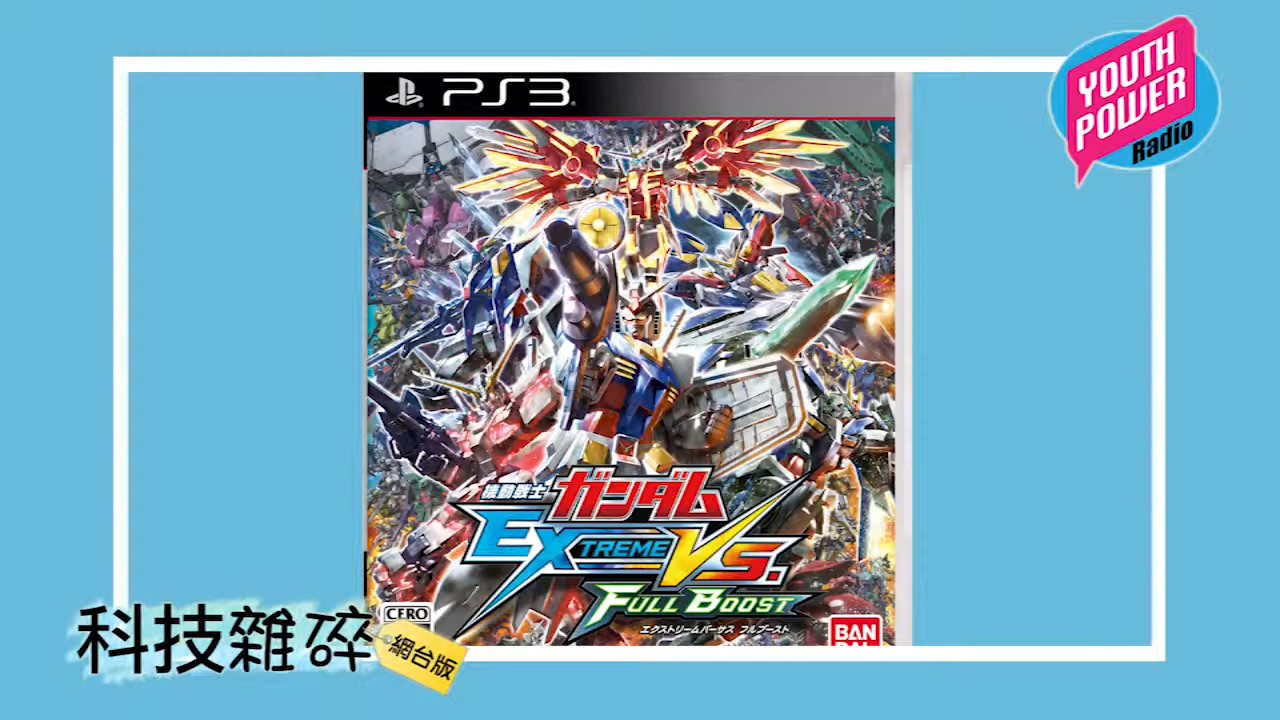 PS3
YOUTH
POWER
Radio
機動戦士
ガンダム
EXTREME VS.
FULL BOOST
エクストリームバーサス フルブースト
CERO
BAN
科技雜碎
網台版